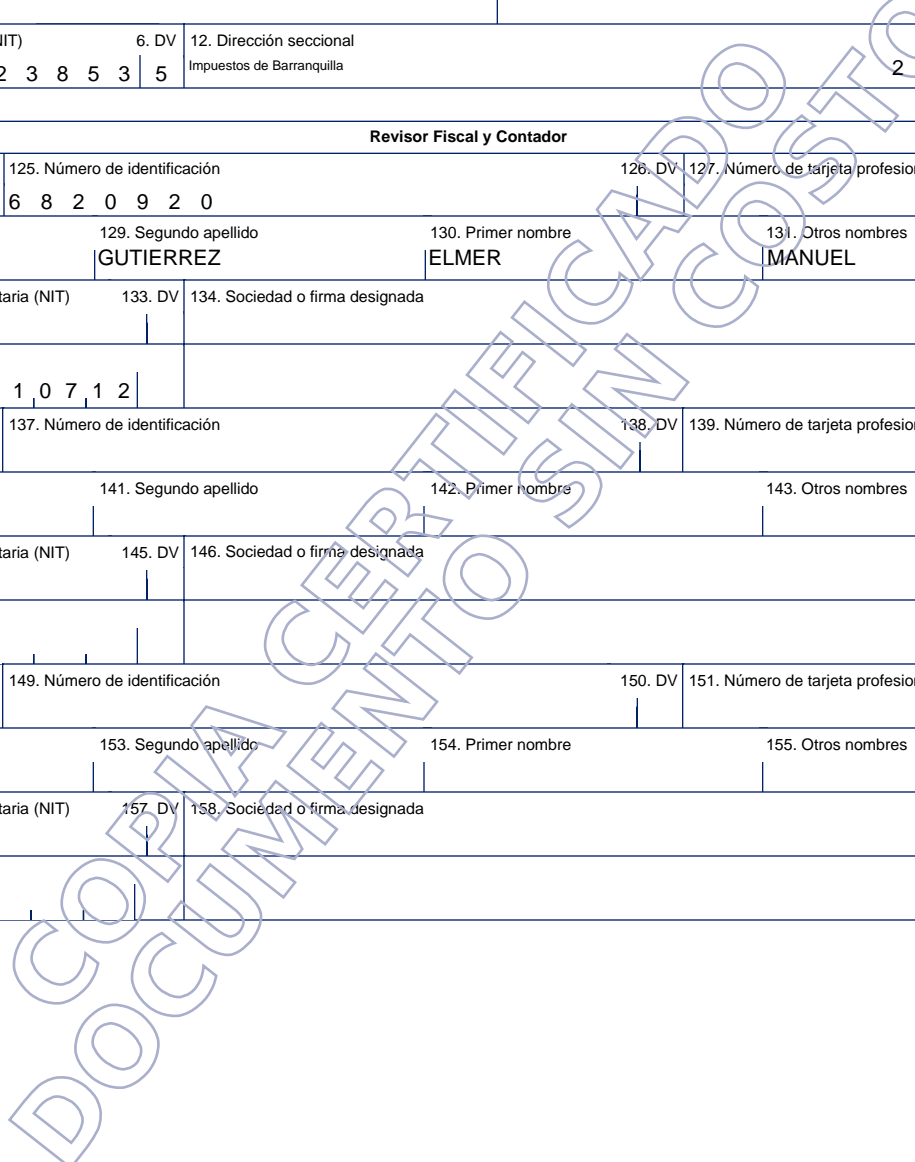 NIT) 6. DV 12. Dirección seccional
2 3 8 5 3 5 Impuestos de Barranquilla 2
Revisor Fiscal y Contador
125. Número de identificación 126. DV 127. Número de tarjeta profesion
6 8 2 0 9 2 0
129. Segundo apellido 130. Primer nombre 131. Otros nombres
GUTIERREZ ELMER MANUEL
taria (NIT) 133. DV 134. Sociedad o firma designada
1 0 7 1 2
137. Número de identificación 138. DV 139. Número de tarjeta profesion
141. Segundo apellido 142. Primer nombre 143. Otros nombres
taria (NIT) 145. DV 146. Sociedad o firma designada
149. Número de identificación 150. DV 151. Número de tarjeta profesion
153. Segundo apellido 154. Primer nombre 155. Otros nombres
taria (NIT) 157. DV 158. Sociedad o firma designada
COPIA CERTIFICADO
DOCUMENTO SIN COSTO